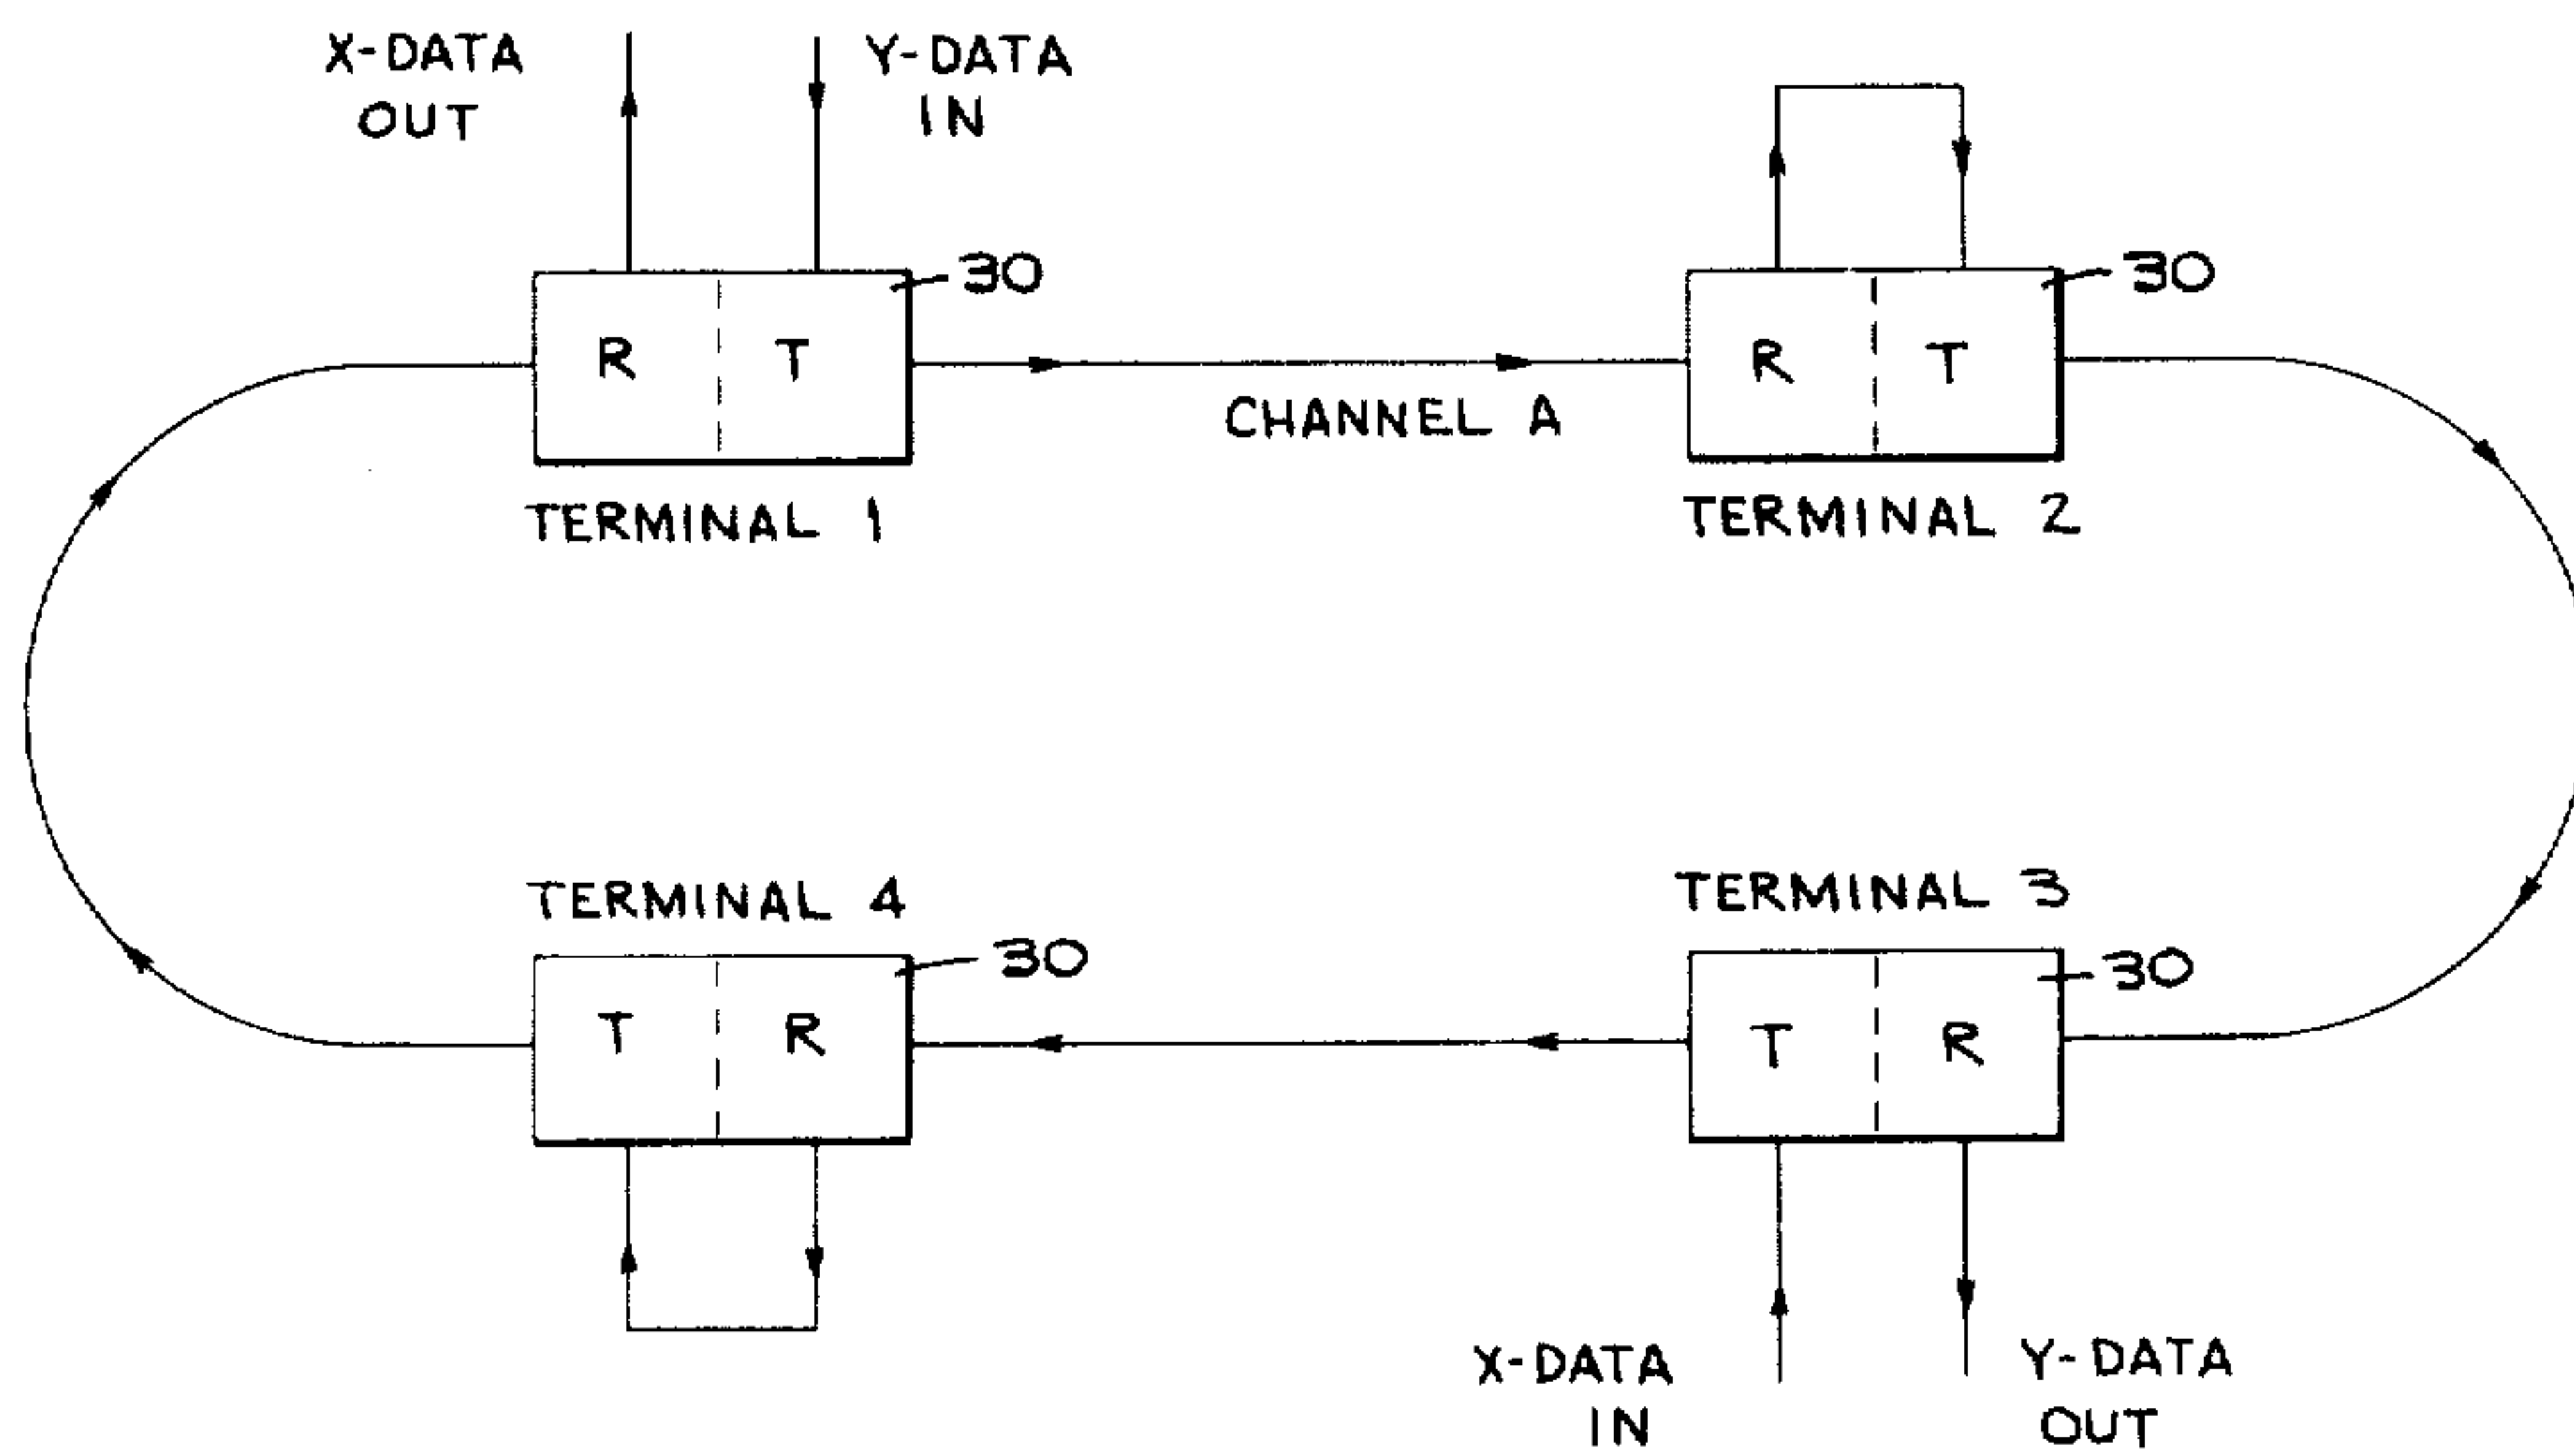 X-DATA
OUT
Y-DATA
IN
30
30
R
T
R
T
CHANNEL A
TERMINAL 1
TERMINAL 2
TERMINAL 4
TERMINAL 3
30
30
T
R
T
R
X-DATA
IN
Y-DATA
OUT